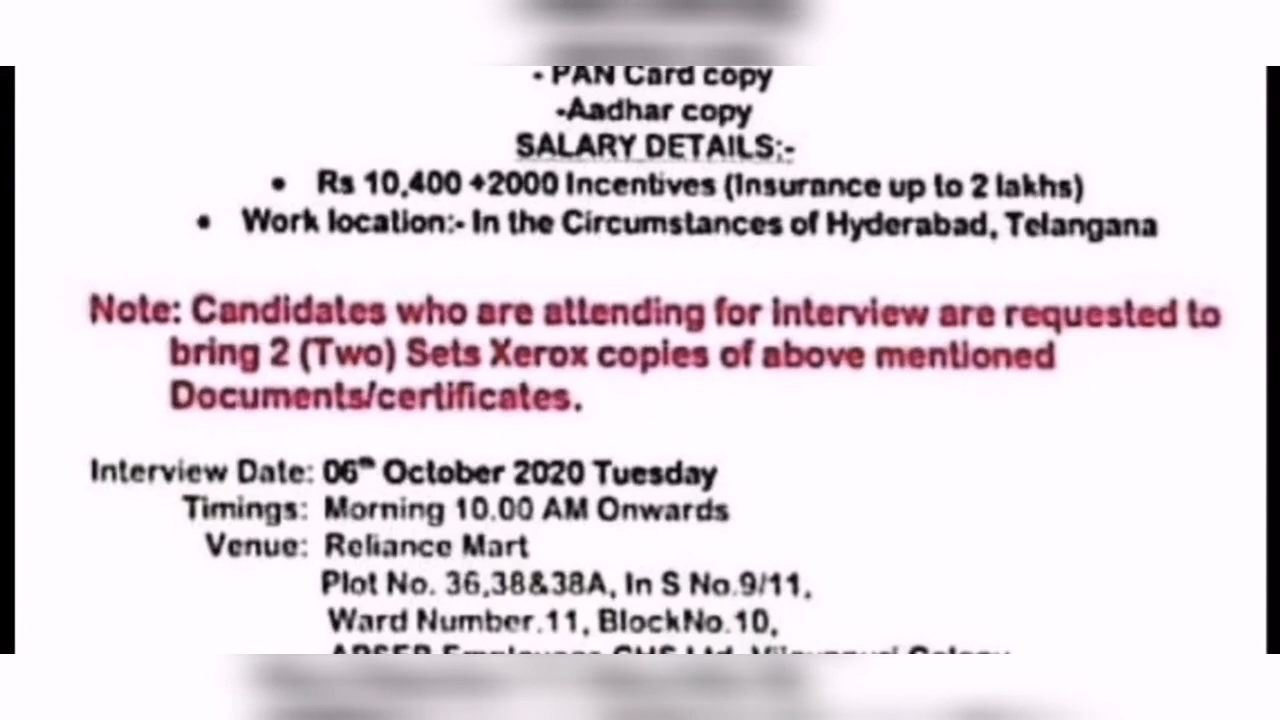 - PAN Card copy
-Aadhar copy
SALARY DETAILS:-
• Rs 10,400 +2000 Incentives (Insurance up to 2 lakhs)
• Work location:- In the Circumstances of Hyderabad, Telangana
Note: Candidates who are attending for interview are requested to
bring 2 (Two) Sets Xerox copies of above mentioned
Documents/certificates.
Interview Date: 06th October 2020 Tuesday
Timings: Morning 10.00 AM Onwards
Venue: Reliance Mart
Plot No. 36,38&38A, In S No.9/11,
Ward Number.11, BlockNo.10,